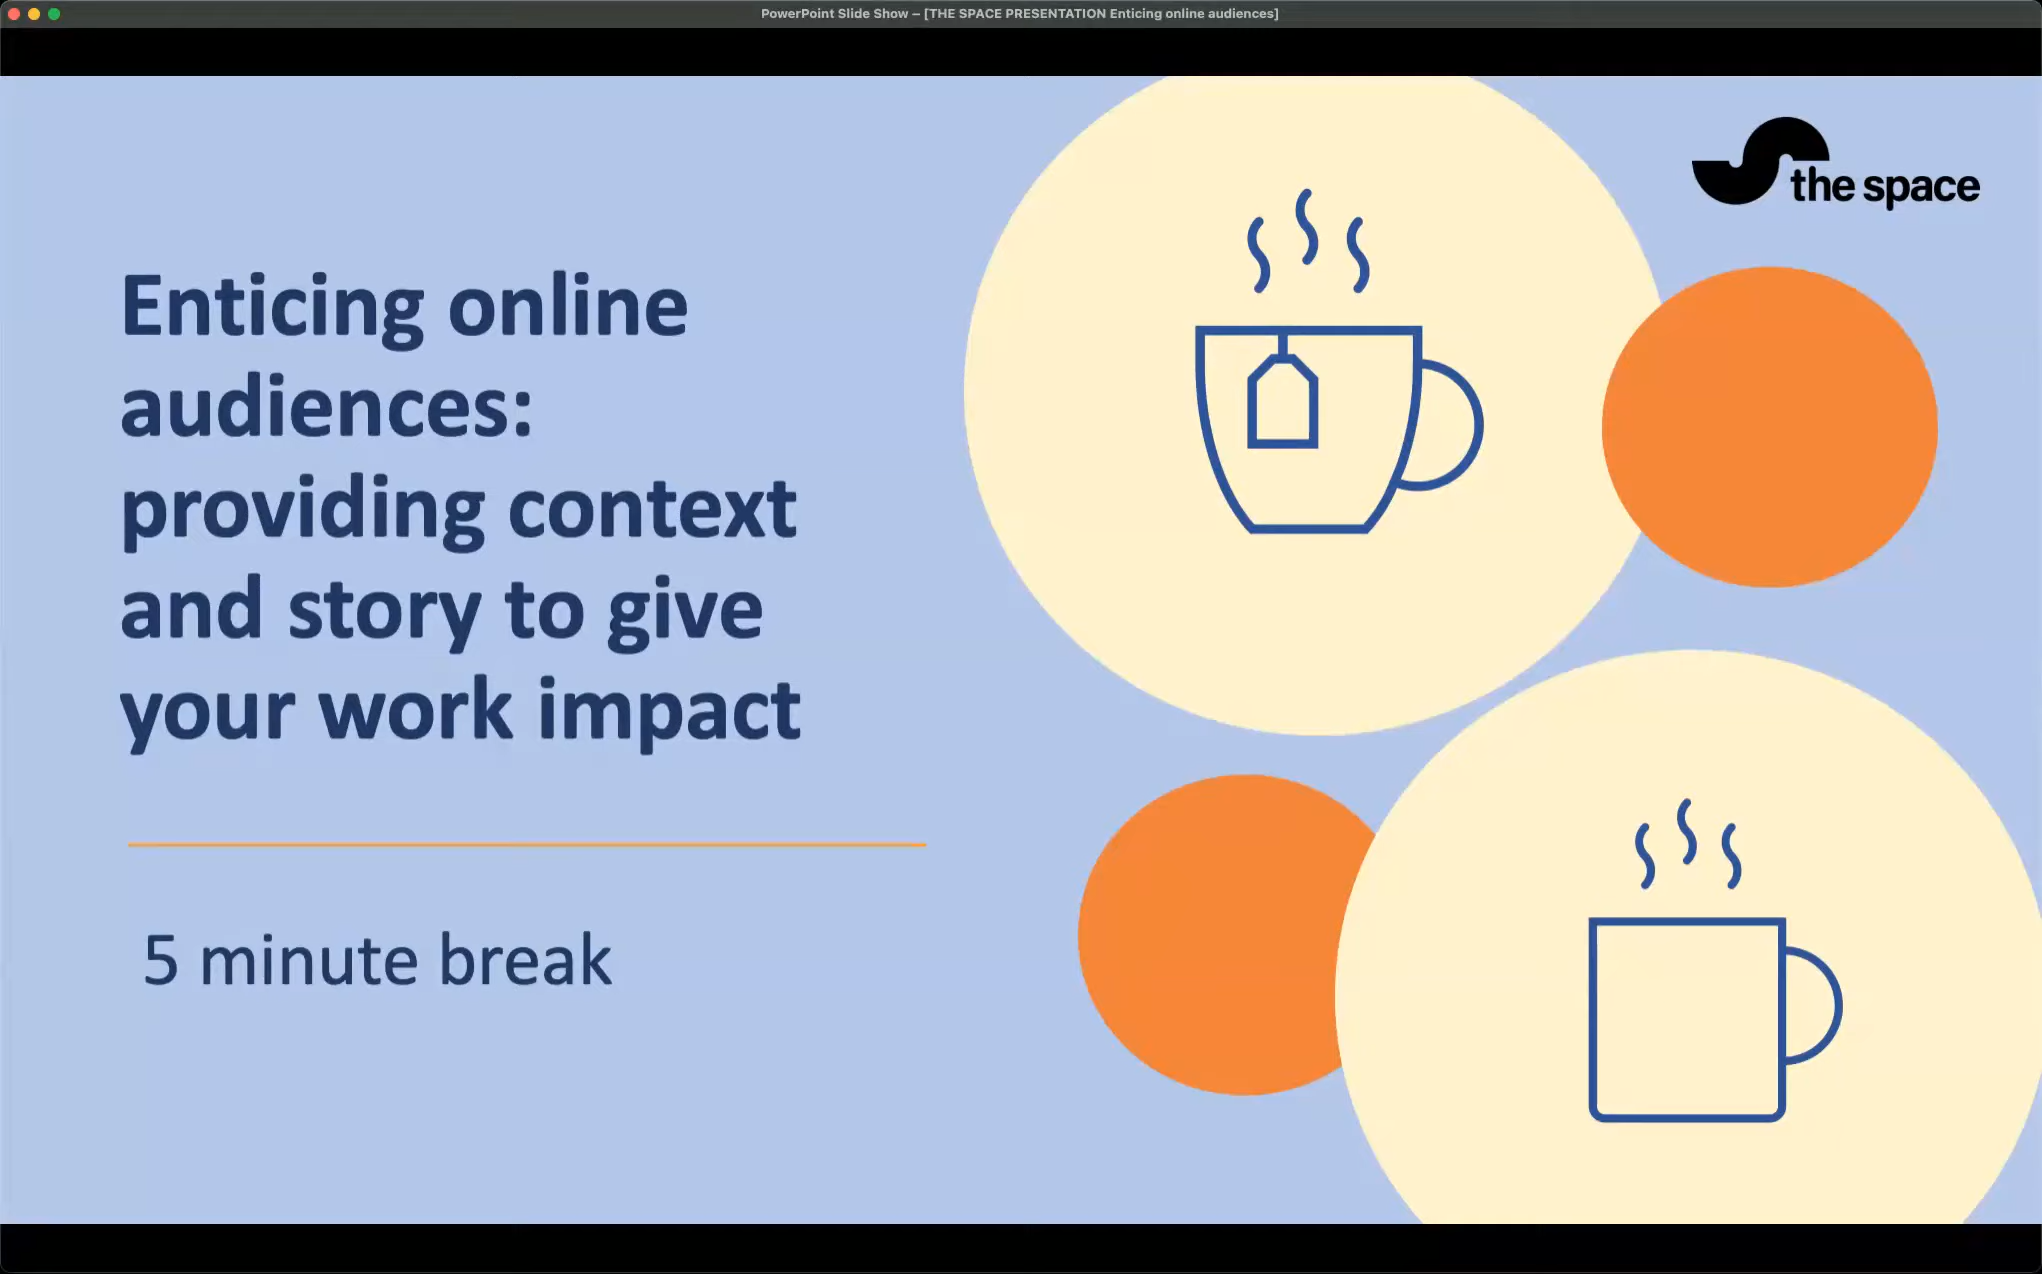 PowerPoint Slide Show – [THE SPACE PRESENTATION Enticing online audiences]
the space
Enticing online
audiences:
providing context
and story to give
your work impact
5 minute break